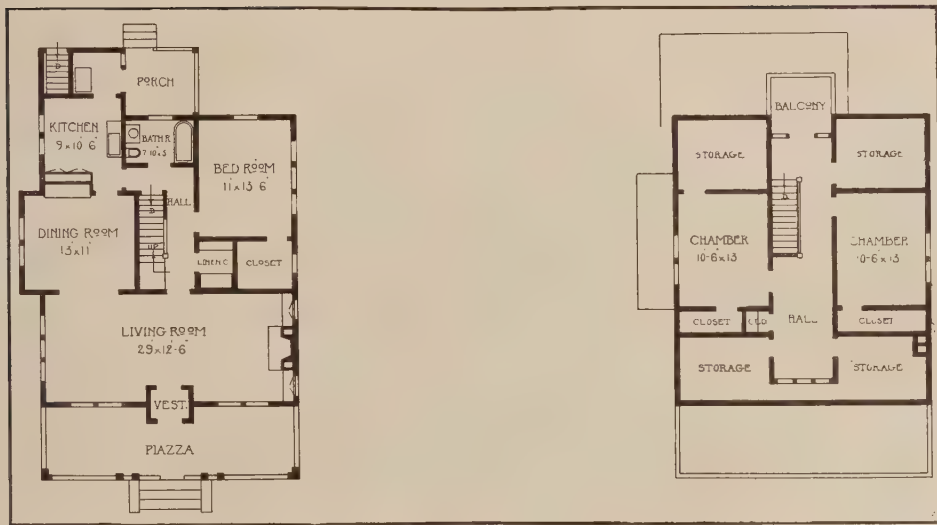 PORCH
KITCHEN
9 x 10-6
BATH R.
7-10 x 5
BED ROOM
11 x 13-6
D
HALL
DINING ROOM
13 x 11
UP
LINEN C.
CLOSET
LIVING ROOM
29 x 12-6
VEST.
PIAZZA
BALCONY
STORAGE
STORAGE
D
CHAMBER
10-6 x 13
CHAMBER
10-6 x 13
CLOSET
CLO
HALL
CLOSET
STORAGE
STORAGE